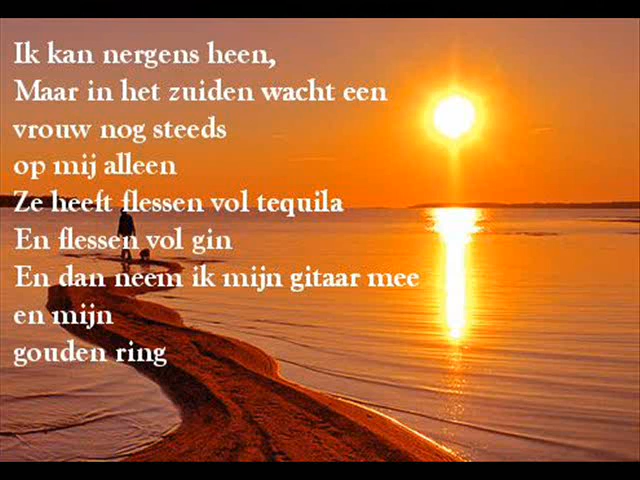 Ik kan nergens heen,
Maar in het zuiden wacht een
vrouw nog steeds
op mij alleen
Ze heeft flessen vol tequila
En flessen vol gin
En dan neem ik mijn gitaar mee
en mijn
gouden ring